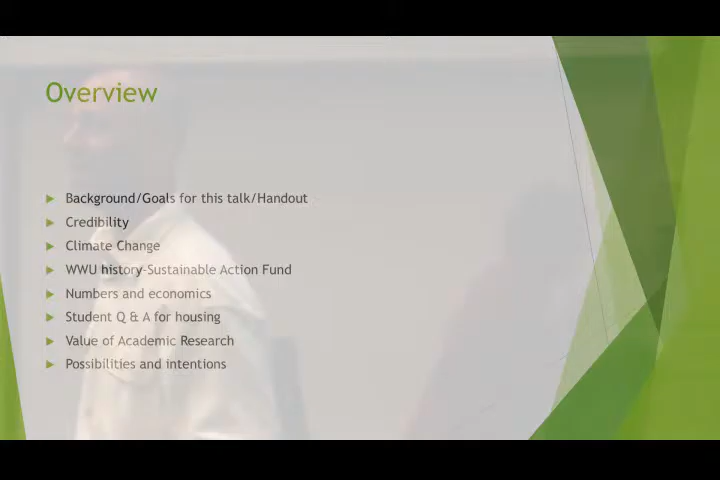 Overview
Background/Goals for this talk/Handout
Credibility
Climate Change
WWU history-Sustainable Action Fund
Numbers and economics
Student Q & A for housing
Value of Academic Research
Possibilities and intentions